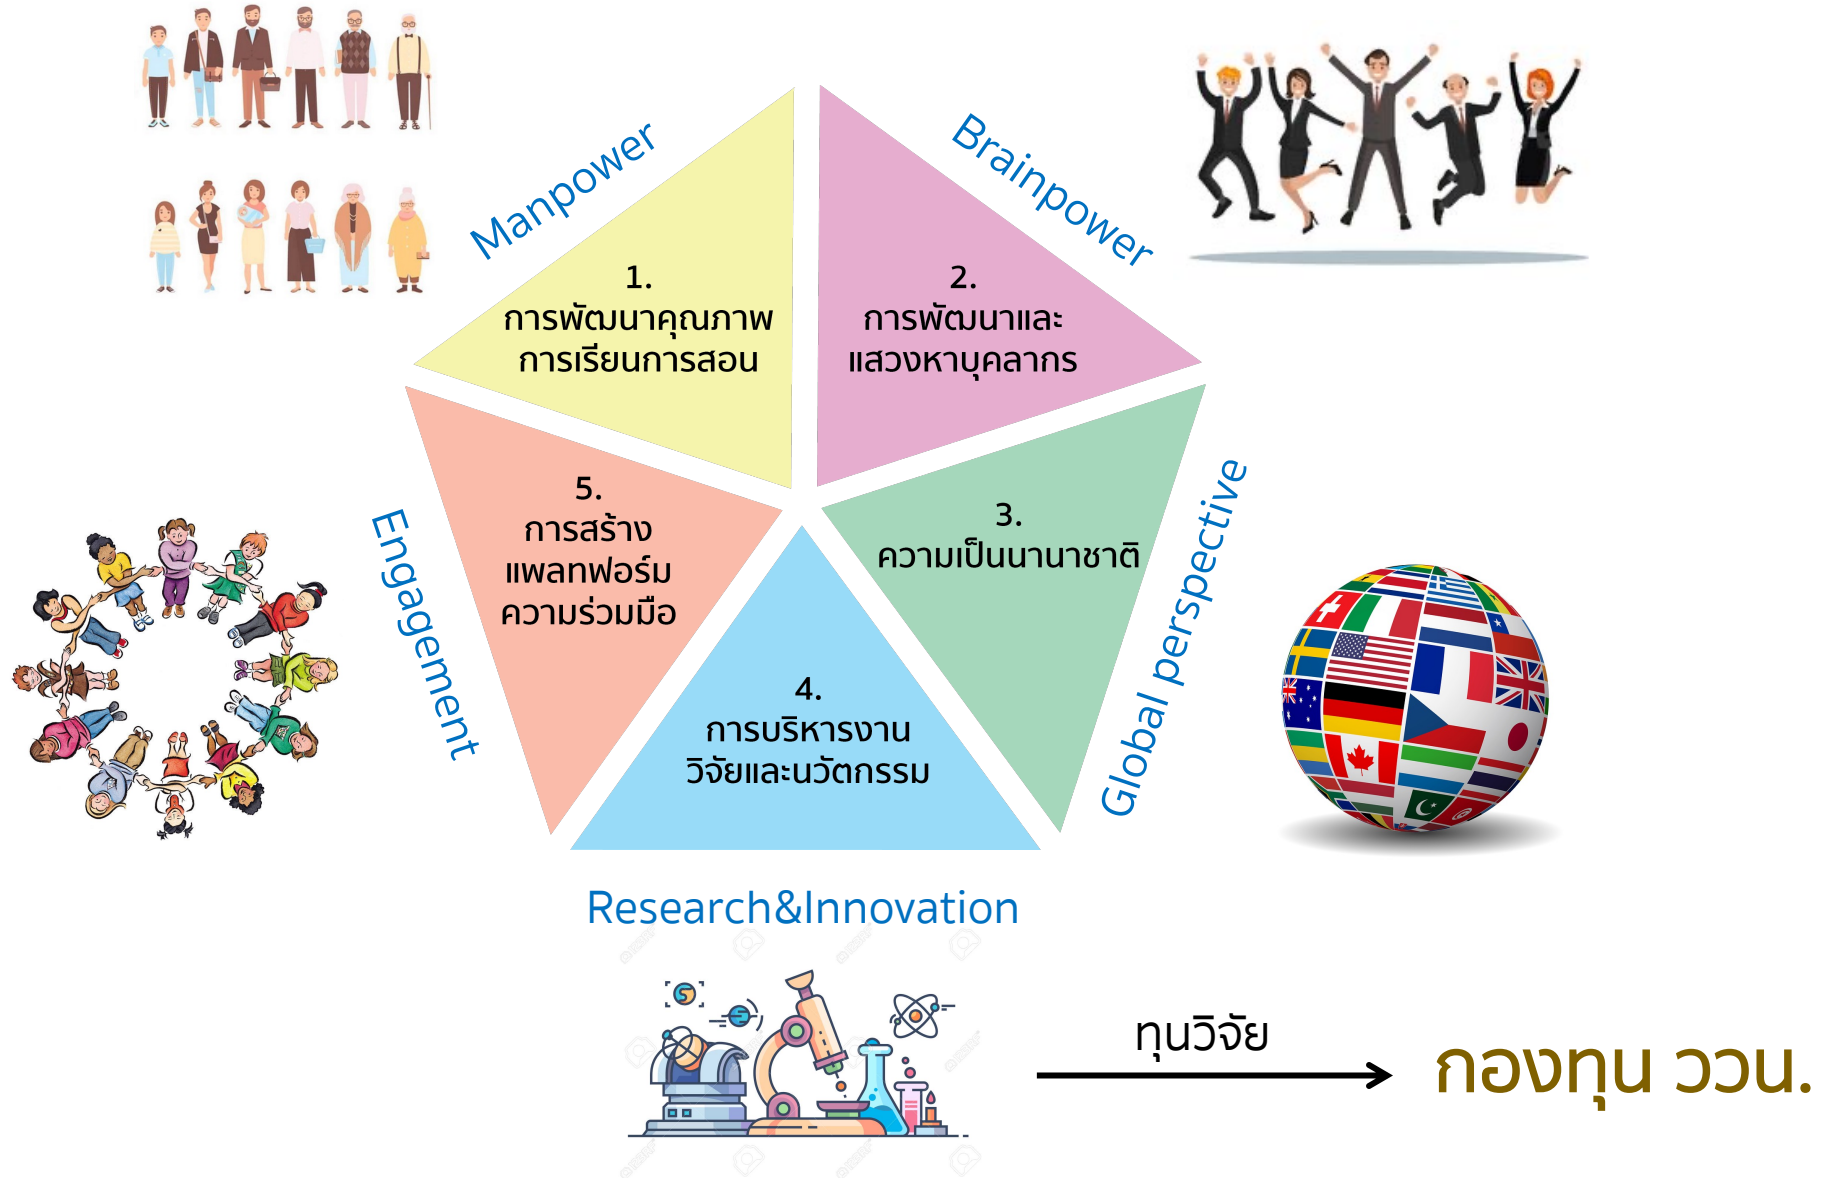 Manpower
Brainpower
1.
การพัฒนาคุณภาพ
การเรียนการสอน
2.
การพัฒนาและ
แสวงหาบุคลากร
3.
ความเป็นนานาชาติ
Global perspective
4.
การบริหารงาน
วิจัยและนวัตกรรม
5.
การสร้าง
แพลทฟอร์ม
ความร่วมมือ
Engagement
Research&Innovation
ทุนวิจัย
กองทุน ววน.